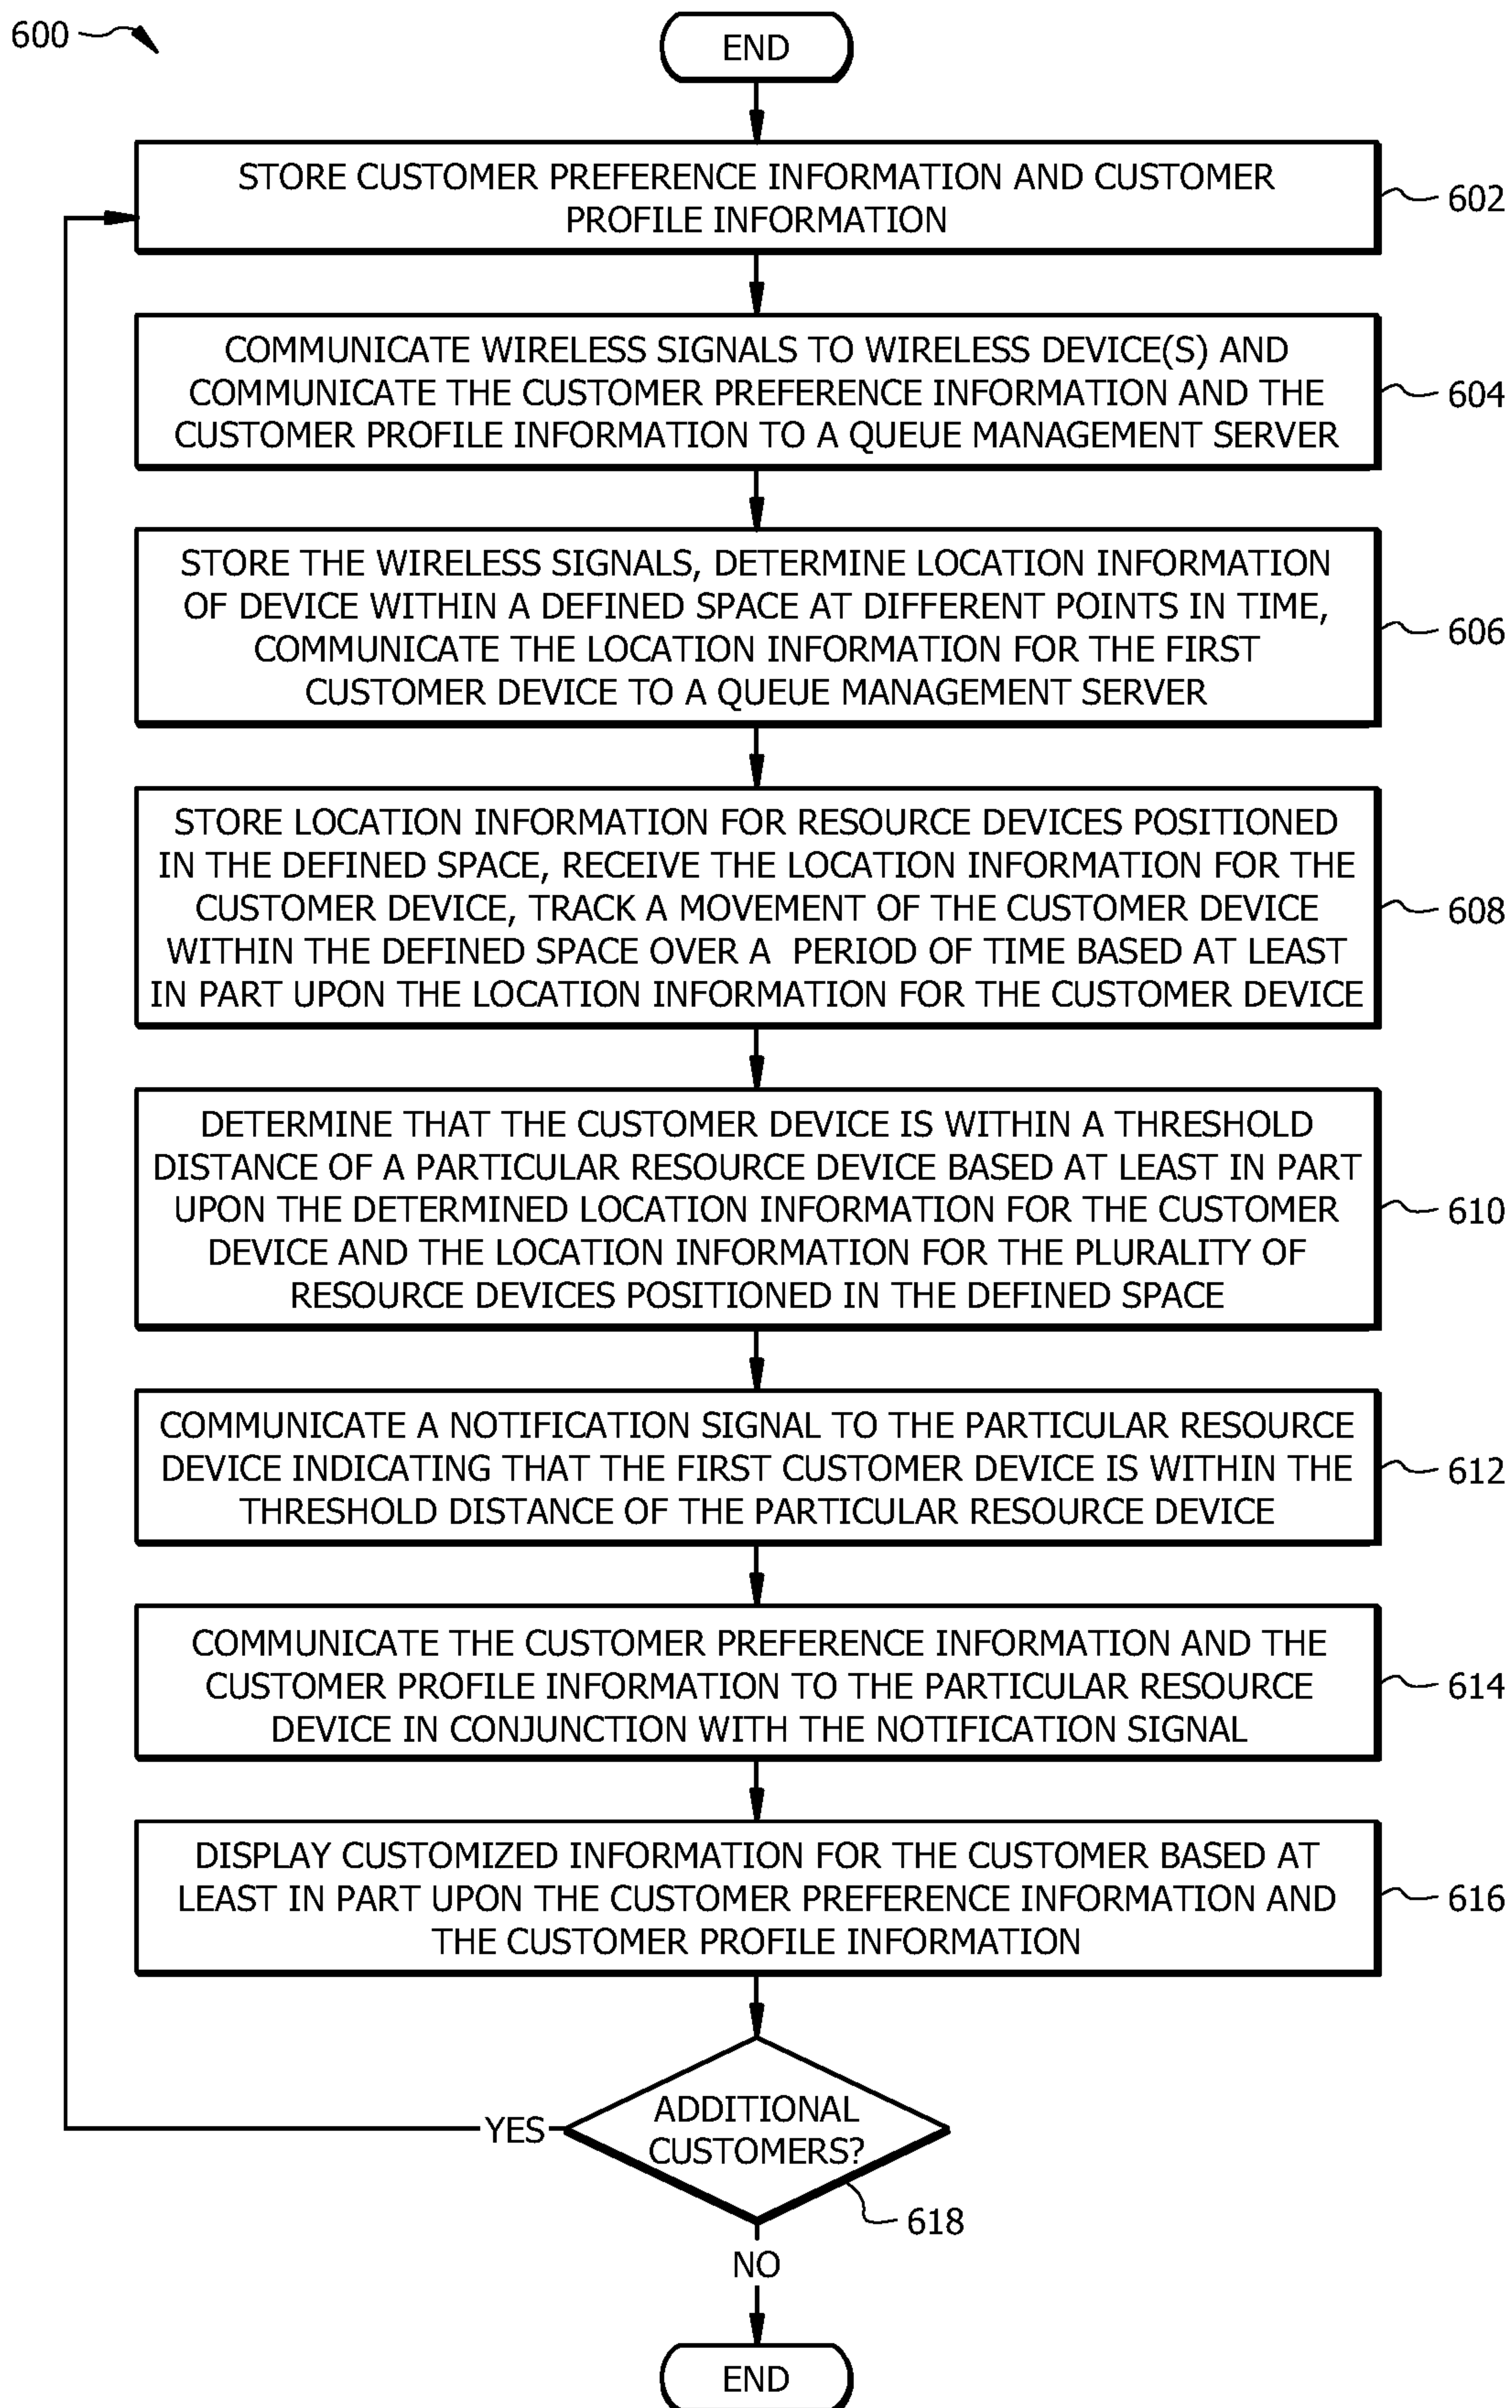 600
END
STORE CUSTOMER PREFERENCE INFORMATION AND CUSTOMER
PROFILE INFORMATION
602
COMMUNICATE WIRELESS SIGNALS TO WIRELESS DEVICE(S) AND
COMMUNICATE THE CUSTOMER PREFERENCE INFORMATION AND THE
CUSTOMER PROFILE INFORMATION TO A QUEUE MANAGEMENT SERVER
604
STORE THE WIRELESS SIGNALS, DETERMINE LOCATION INFORMATION
OF DEVICE WITHIN A DEFINED SPACE AT DIFFERENT POINTS IN TIME,
COMMUNICATE THE LOCATION INFORMATION FOR THE FIRST
CUSTOMER DEVICE TO A QUEUE MANAGEMENT SERVER
606
STORE LOCATION INFORMATION FOR RESOURCE DEVICES POSITIONED
IN THE DEFINED SPACE, RECEIVE THE LOCATION INFORMATION FOR THE
CUSTOMER DEVICE, TRACK A MOVEMENT OF THE CUSTOMER DEVICE
WITHIN THE DEFINED SPACE OVER A PERIOD OF TIME BASED AT LEAST
IN PART UPON THE LOCATION INFORMATION FOR THE CUSTOMER DEVICE
608
DETERMINE THAT THE CUSTOMER DEVICE IS WITHIN A THRESHOLD
DISTANCE OF A PARTICULAR RESOURCE DEVICE BASED AT LEAST IN PART
UPON THE DETERMINED LOCATION INFORMATION FOR THE CUSTOMER
DEVICE AND THE LOCATION INFORMATION FOR THE PLURALITY OF
RESOURCE DEVICES POSITIONED IN THE DEFINED SPACE
610
COMMUNICATE A NOTIFICATION SIGNAL TO THE PARTICULAR RESOURCE
DEVICE INDICATING THAT THE FIRST CUSTOMER DEVICE IS WITHIN THE
THRESHOLD DISTANCE OF THE PARTICULAR RESOURCE DEVICE
612
COMMUNICATE THE CUSTOMER PREFERENCE INFORMATION AND THE
CUSTOMER PROFILE INFORMATION TO THE PARTICULAR RESOURCE
DEVICE IN CONJUNCTION WITH THE NOTIFICATION SIGNAL
614
DISPLAY CUSTOMIZED INFORMATION FOR THE CUSTOMER BASED AT
LEAST IN PART UPON THE CUSTOMER PREFERENCE INFORMATION AND
THE CUSTOMER PROFILE INFORMATION
616
ADDITIONAL
CUSTOMERS?
YES
618
NO
END